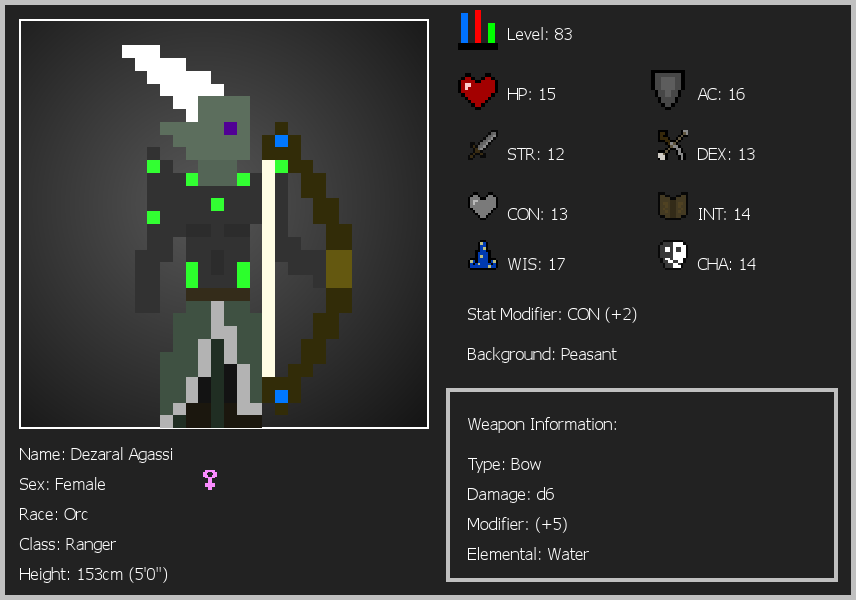 Level: 83
HP: 15
AC: 16
STR: 12
DEX: 13
CON: 13
INT: 14
WIS: 17
CHA: 14
Stat Modifier: CON (+2)
Background: Peasant
Weapon Information:
Type: Bow
Damage: d6
Modifier: (+5)
Elemental: Water
Name: Dezaral Agassi
Sex: Female
Race: Orc
Class: Ranger
Height: 153cm (5'0")